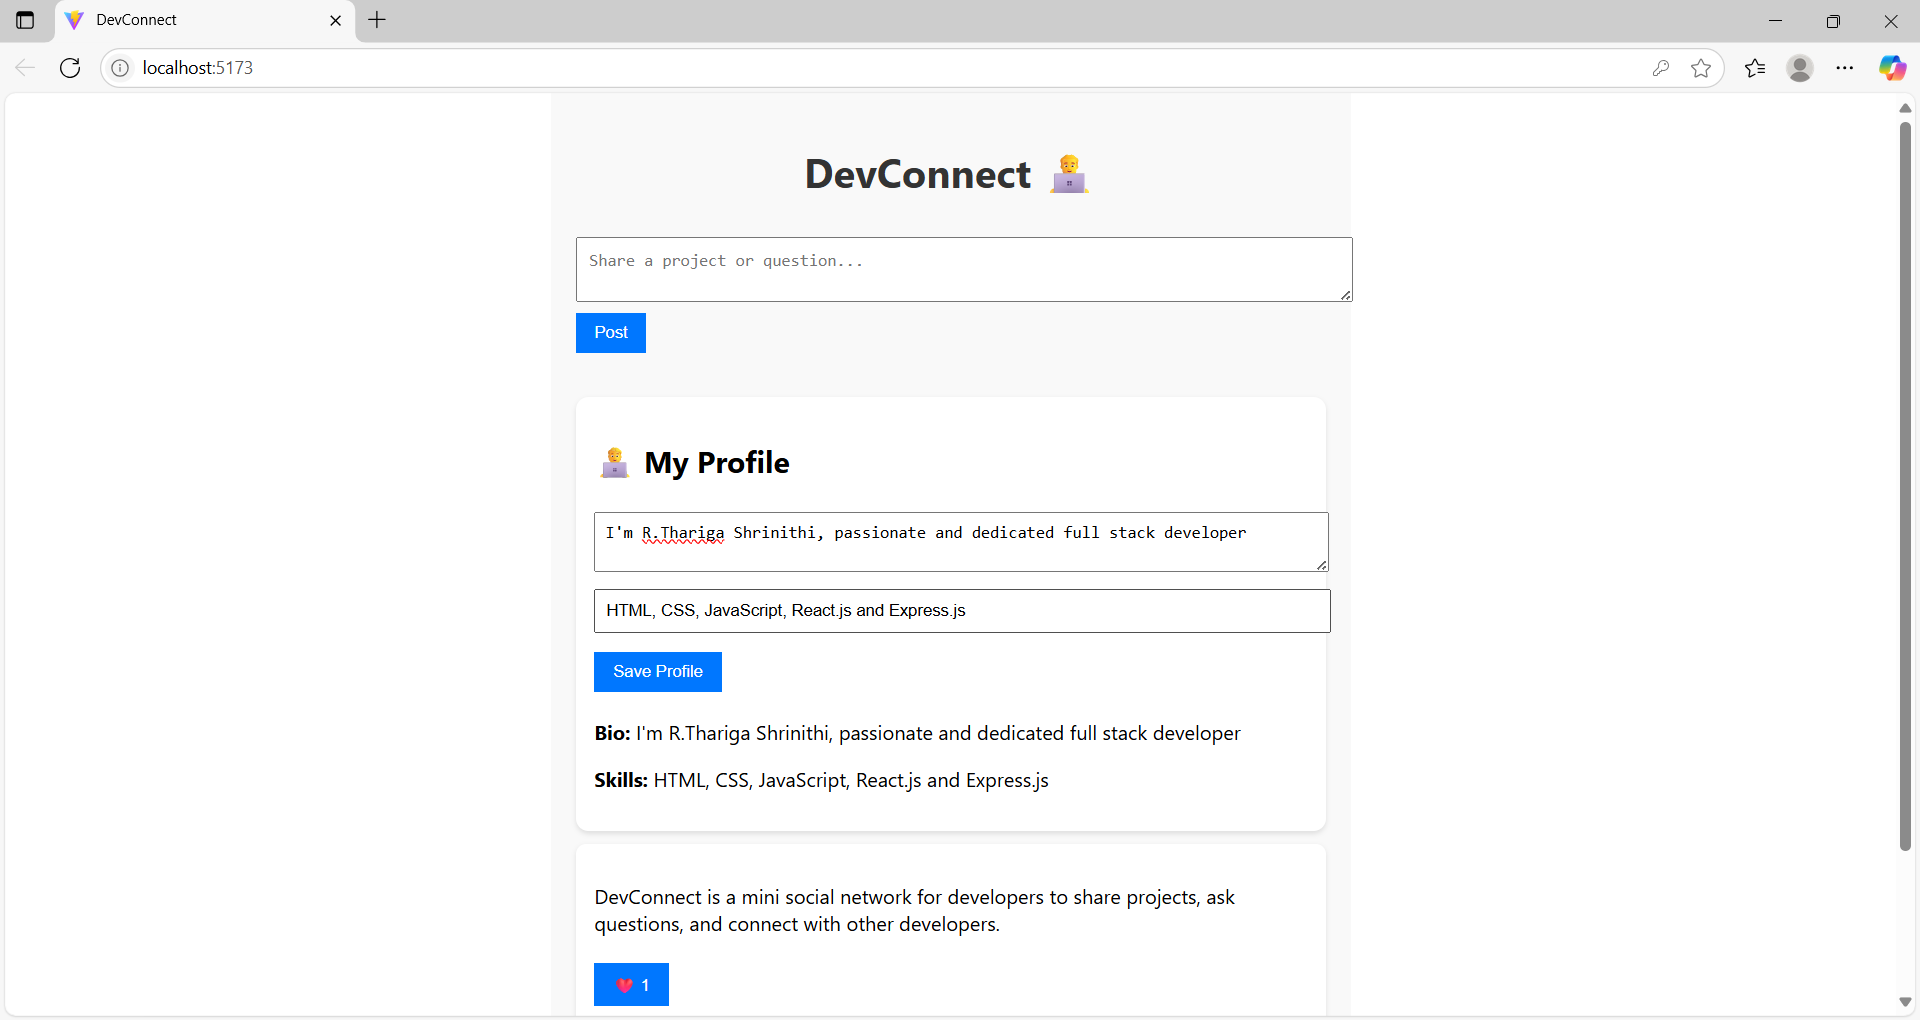 DevConnect
localhost:5173
DevConnect
Share a project or question...
Post
My Profile
I'm R.Thariga Shrinithi, passionate and dedicated full stack developer
HTML, CSS, JavaScript, React.js and Express.js
Save Profile
Bio: I'm R.Thariga Shrinithi, passionate and dedicated full stack developer
Skills: HTML, CSS, JavaScript, React.js and Express.js
DevConnect is a mini social network for developers to share projects, ask
questions, and connect with other developers.
1